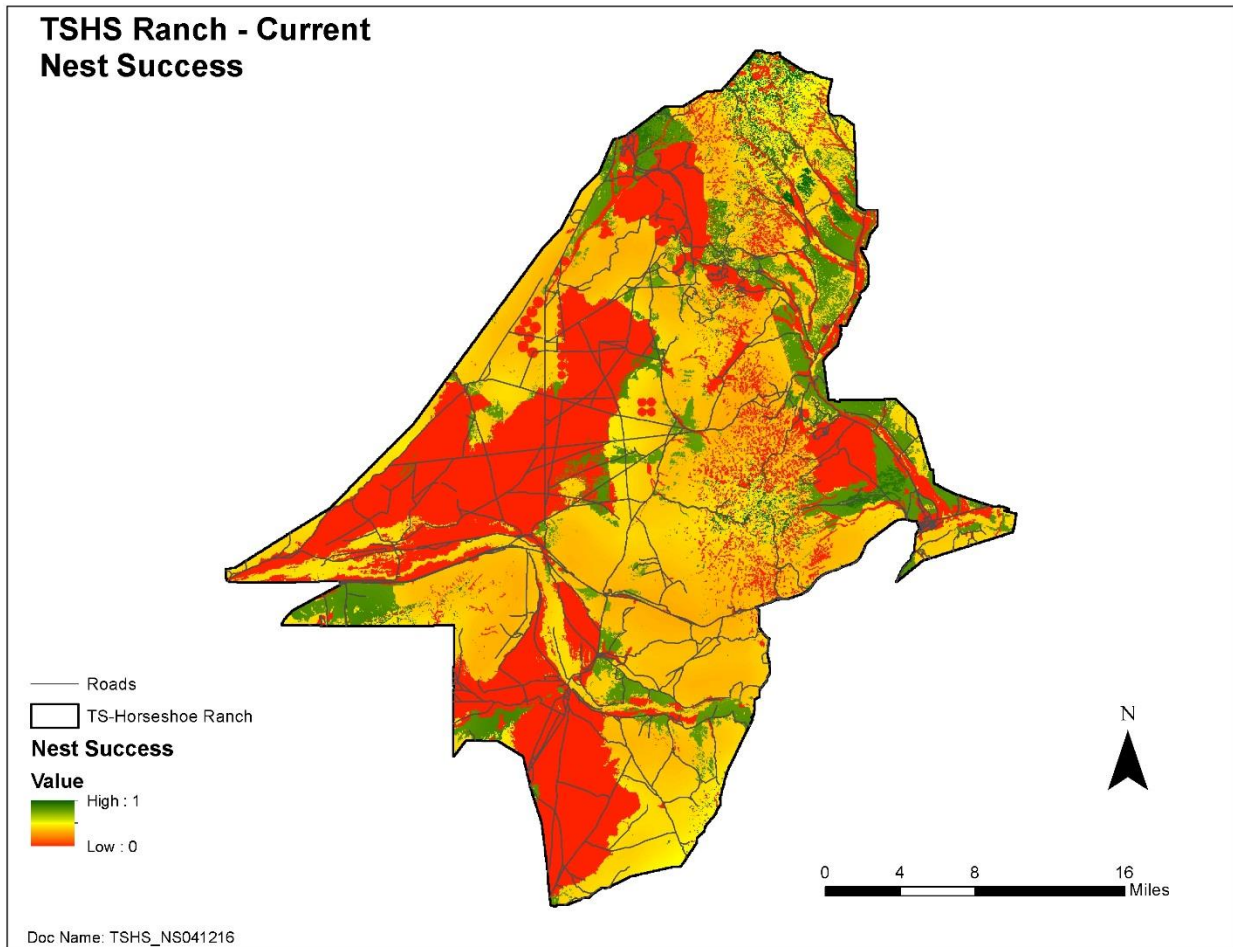 TSHS Ranch - Current
Nest Success
Roads
TS-Horseshoe Ranch
Nest Success
Value
High : 1
Low : 0
N
0 4 8 16
Miles
Doc Name: TSHS_NS041216